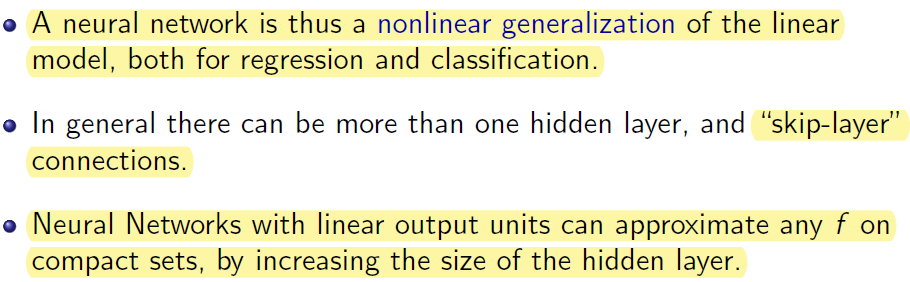 A neural network is thus a nonlinear generalization of the linear
model, both for regression and classification.
In general there can be more than one hidden layer, and “skip-layer”
connections.
Neural Networks with linear output units can approximate any f on
compact sets, by increasing the size of the hidden layer.